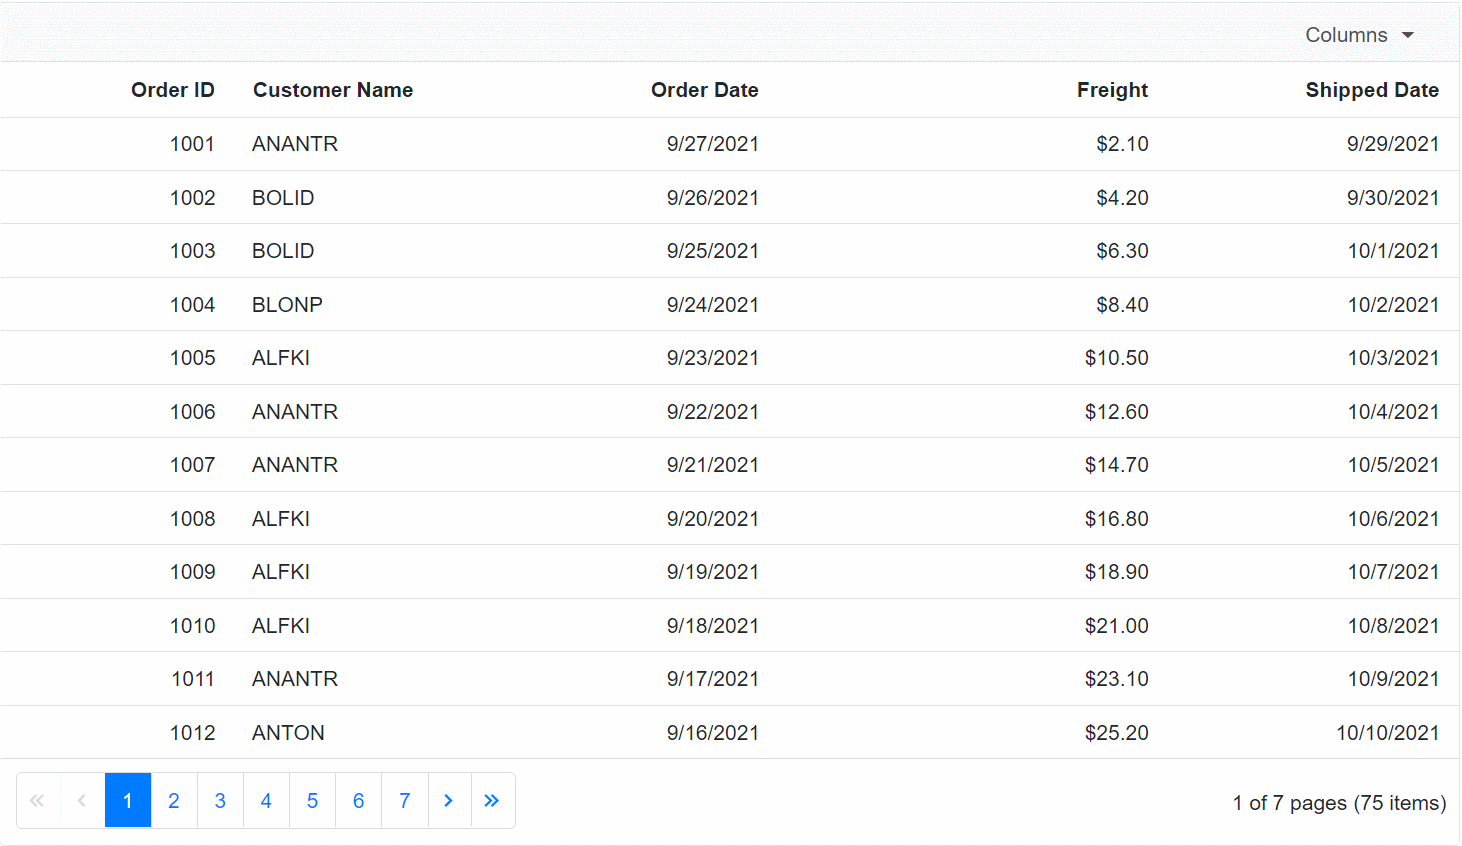 Columns
Order ID Customer Name Order Date Freight Shipped Date
1001 ANANTR 9/27/2021 $2.10 9/29/2021
1002 BOLID 9/26/2021 $4.20 9/30/2021
1003 BOLID 9/25/2021 $6.30 10/1/2021
1004 BLONP 9/24/2021 $8.40 10/2/2021
1005 ALFKI 9/23/2021 $10.50 10/3/2021
1006 ANANTR 9/22/2021 $12.60 10/4/2021
1007 ANANTR 9/21/2021 $14.70 10/5/2021
1008 ALFKI 9/20/2021 $16.80 10/6/2021
1009 ALFKI 9/19/2021 $18.90 10/7/2021
1010 ALFKI 9/18/2021 $21.00 10/8/2021
1011 ANANTR 9/17/2021 $23.10 10/9/2021
1012 ANTON 9/16/2021 $25.20 10/10/2021
« ‹ 1 2 3 4 5 6 7 › » 1 of 7 pages (75 items)